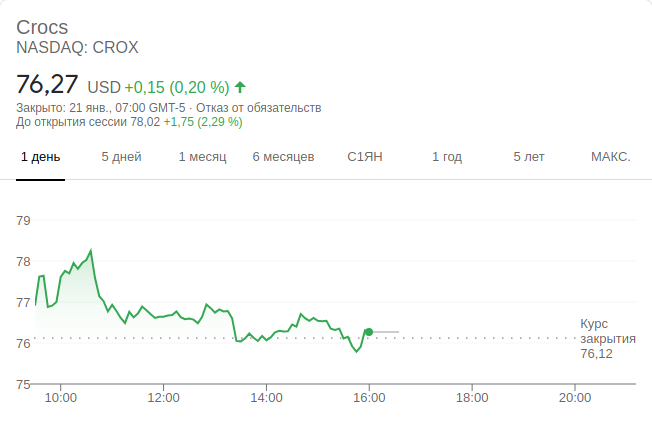 Crocs
NASDAQ: CROX
76,27 USD +0,15 (0,20 %)
Закрыто: 21 янв., 07:00 GMT-5 · Отказ от обязательств
До открытия сессии 78,02 +1,75 (2,29 %)
1 день 5 дней 1 месяц 6 месяцев С1ЯН 1 год 5 лет МАКС.
79
78
77
76
75
Курс
закрытия
76,12
10:00 12:00 14:00 16:00 18:00 20:00